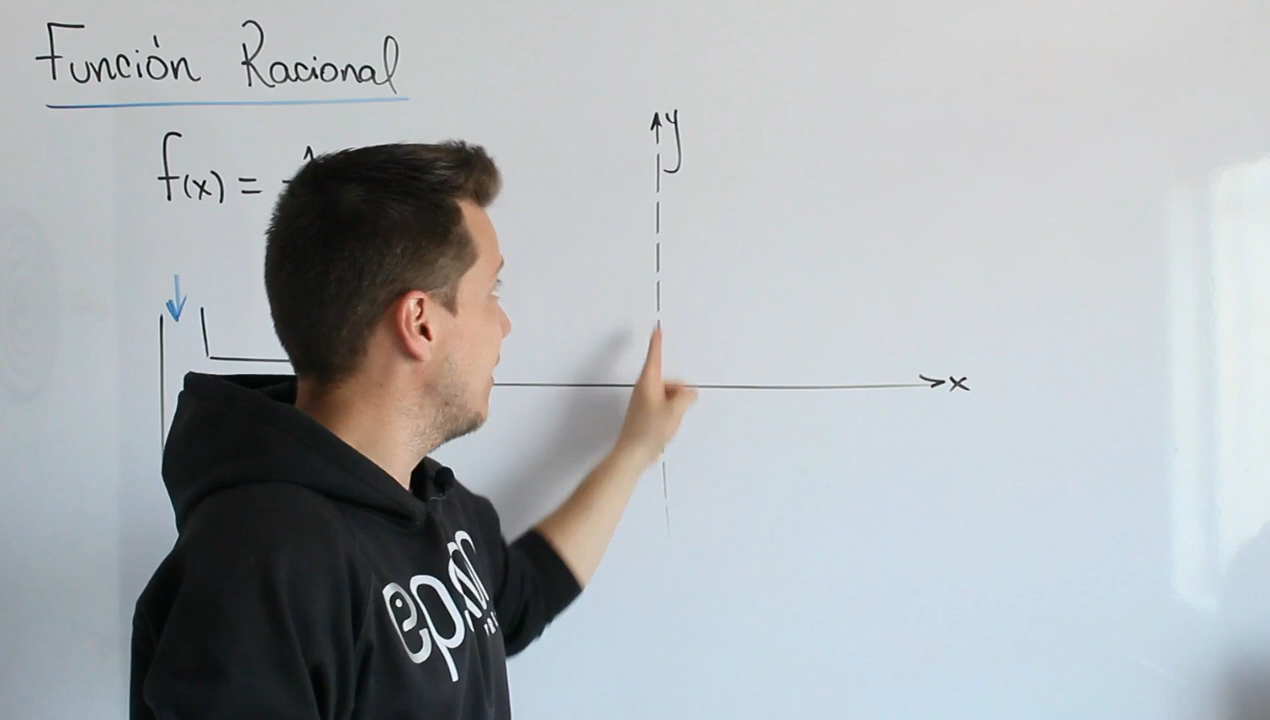 Función Racional
f(x) =
y
x